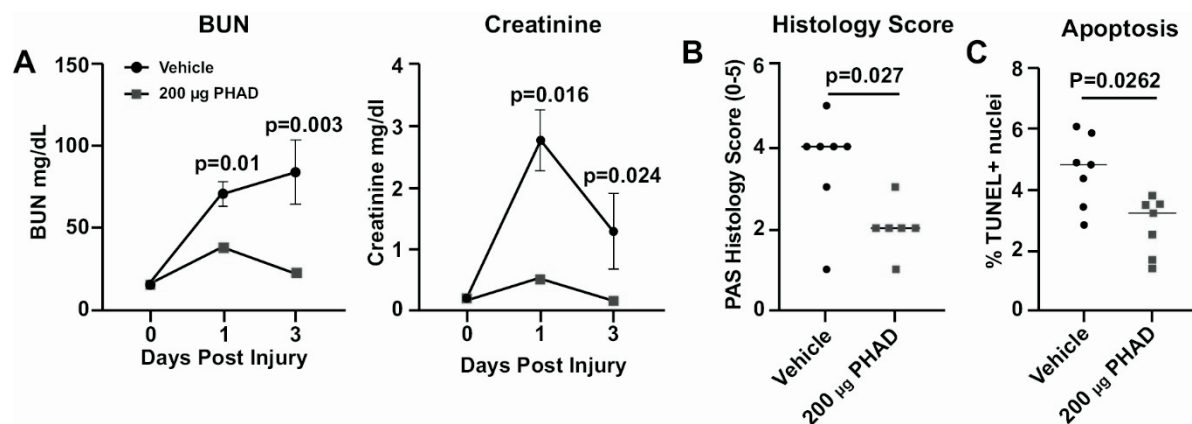 A
BUN
BUN mg/dL
150
100
50
0
Vehicle
200 µg PHAD
p=0.01
p=0.003
0 1 3
Days Post Injury
Creatinine
Creatinine mg/dl
4
3
2
1
0
p=0.016
p=0.024
0 1 3
Days Post Injury
B
Histology Score
PAS Histology Score (0-5)
6
4
2
0
p=0.027
Vehicle
200 µg PHAD
C
Apoptosis
% TUNEL+ nuclei
8
6
4
2
0
P=0.0262
Vehicle
200 µg PHAD